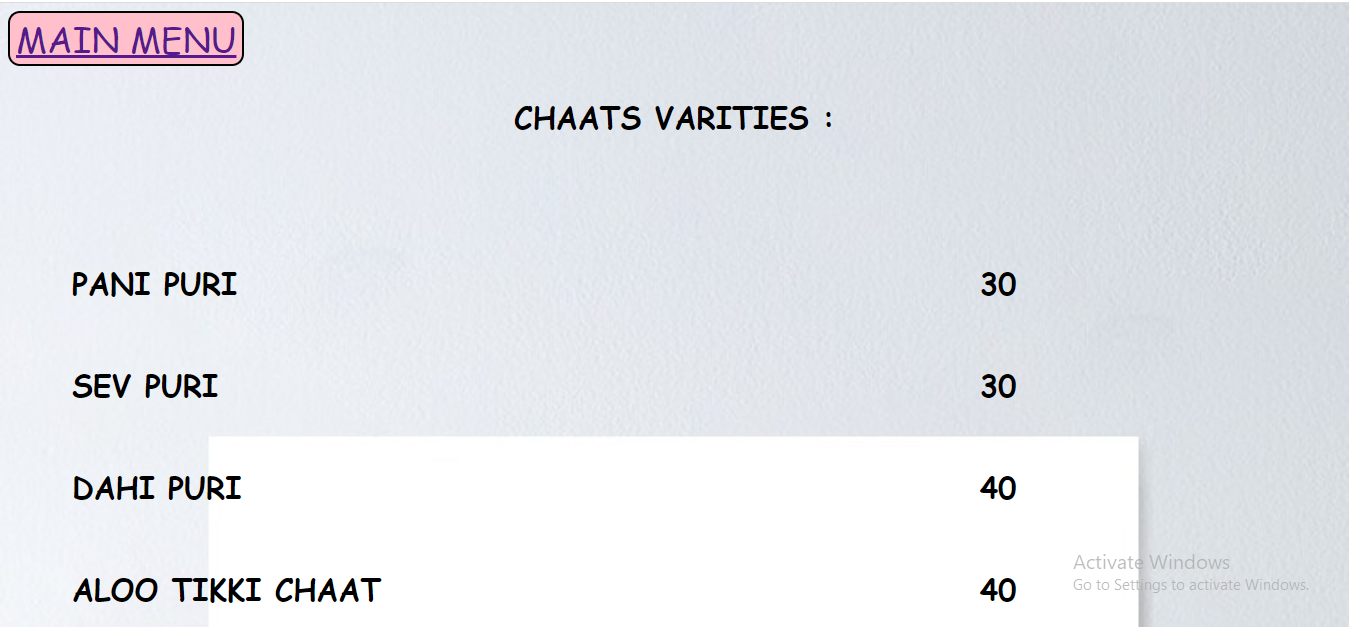 MAIN MENU
CHAATS VARITIES :
PANI PURI 30
SEV PURI 30
DAHI PURI 40
ALOO TIKKI CHAAT 40
Activate Windows
Go to Settings to activate Windows.